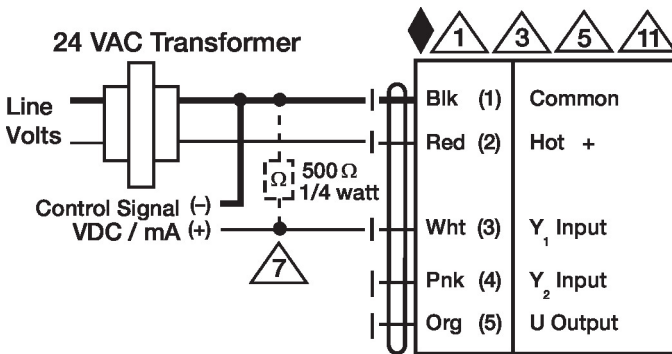 24 VAC Transformer
1 3 5 11
Line
Volts
Blk (1) Common
Red (2) Hot +
Ω 500 Ω
1/4 watt
Control Signal (–)
VDC / mA (+)
Wht (3) Y1 Input
7
Pnk (4) Y2 Input
Org (5) U Output